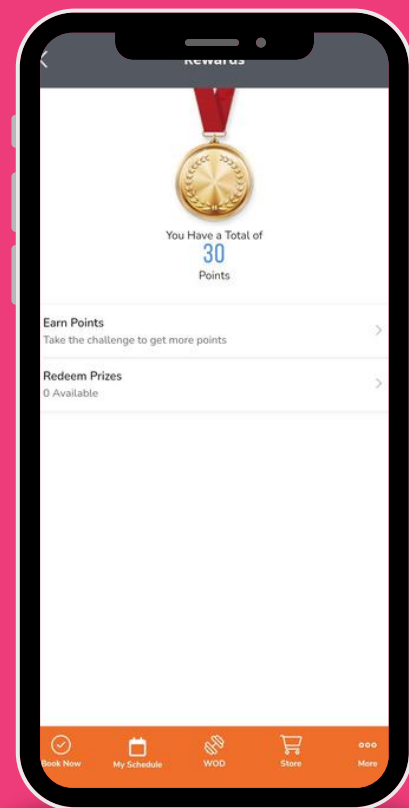 Rewards
You Have a Total of
30
Points
Earn Points
Take the challenge to get more points
Redeem Prizes
0 Available
Book Now
My Schedule
WOD
Store
More